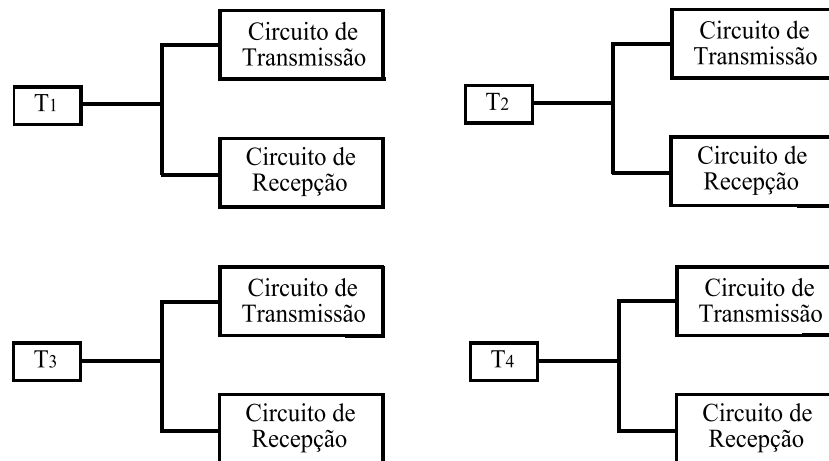 T1
Circuito de
Transmissão
Circuito de
Recepção
T2
Circuito de
Transmissão
Circuito de
Recepção
T3
Circuito de
Transmissão
Circuito de
Recepção
T4
Circuito de
Transmissão
Circuito de
Recepção